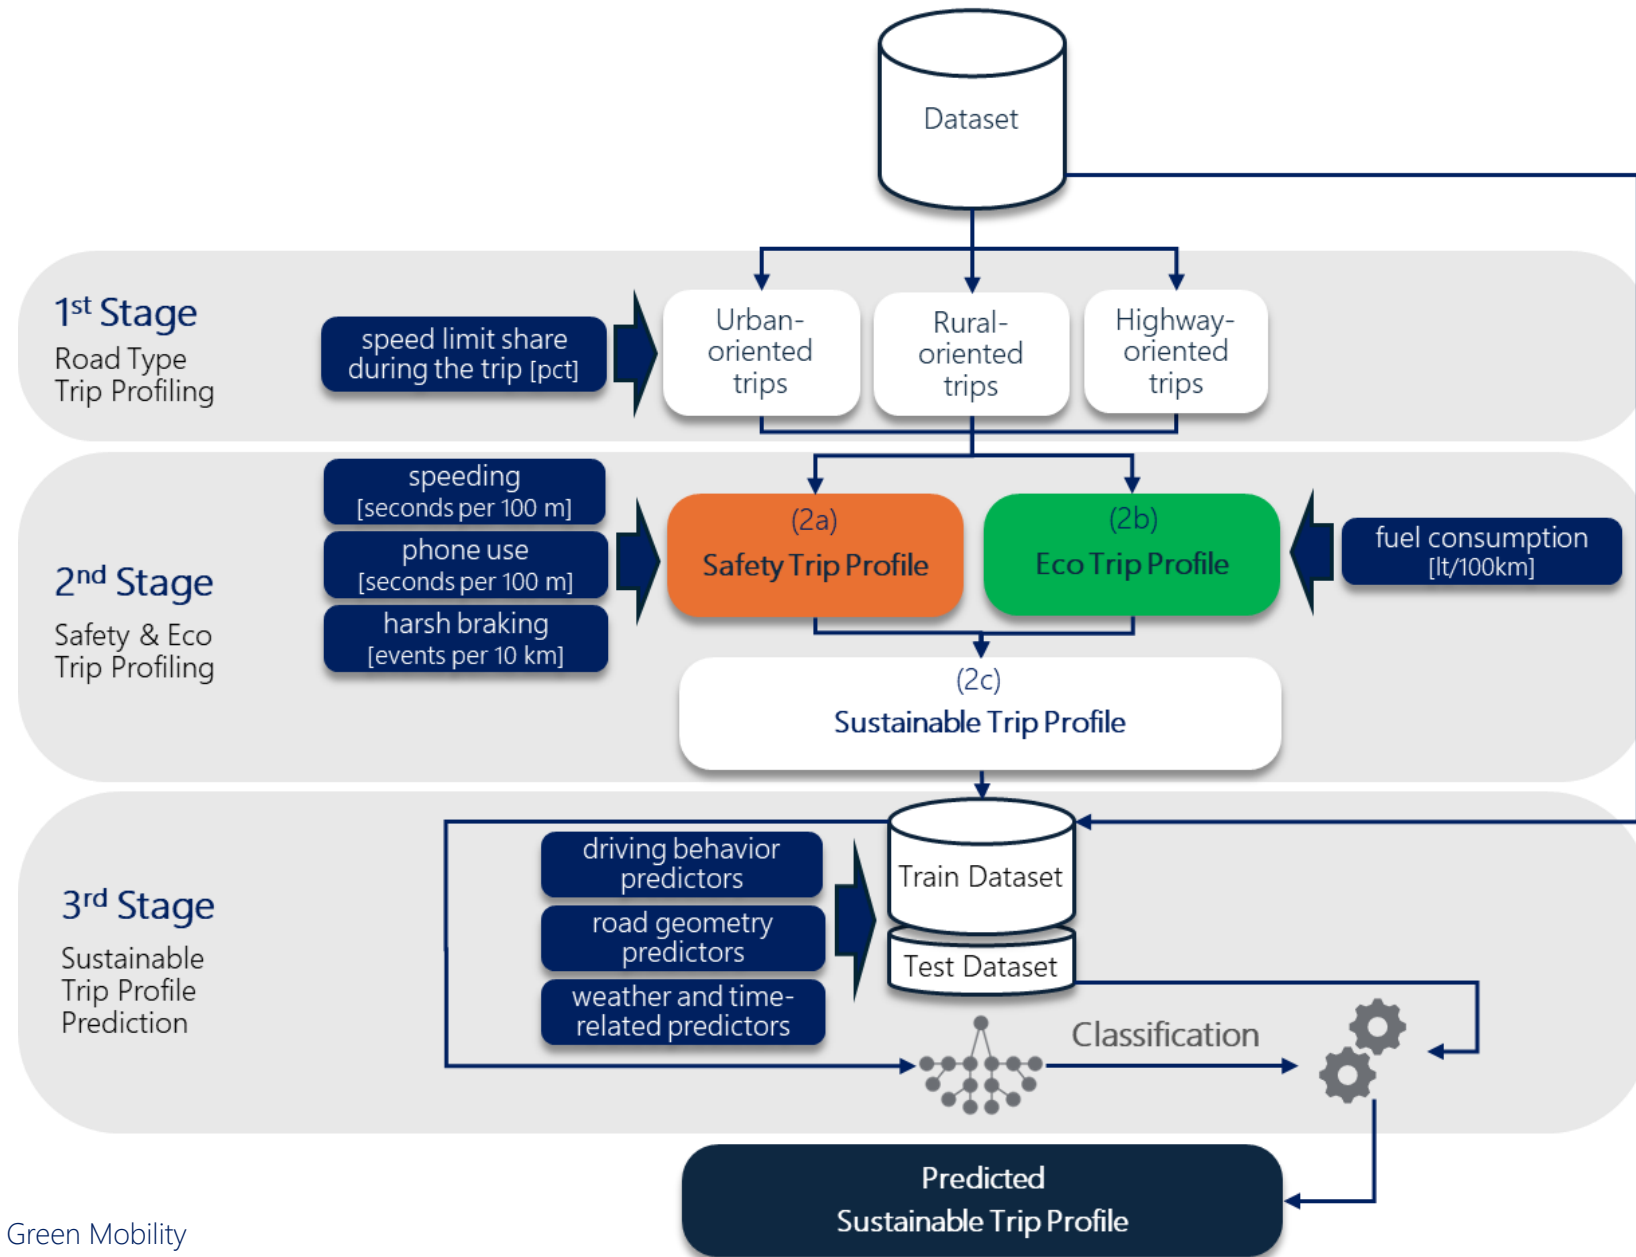 Dataset
1st Stage
Road Type
Trip Profiling
speed limit share
during the trip [pct]
Urban-
oriented
trips
Rural-
oriented
trips
Highway-
oriented
trips
2nd Stage
Safety & Eco
Trip Profiling
speeding
[seconds per 100 m]
phone use
[seconds per 100 m]
harsh braking
[events per 10 km]
(2a)
Safety Trip Profile
(2b)
Eco Trip Profile
fuel consumption
[lt/100km]
(2c)
Sustainable Trip Profile
3rd Stage
Sustainable
Trip Profile
Prediction
driving behavior
predictors
road geometry
predictors
weather and time-
related predictors
Train Dataset
Test Dataset
Classification
Predicted
Sustainable Trip Profile
Green Mobility